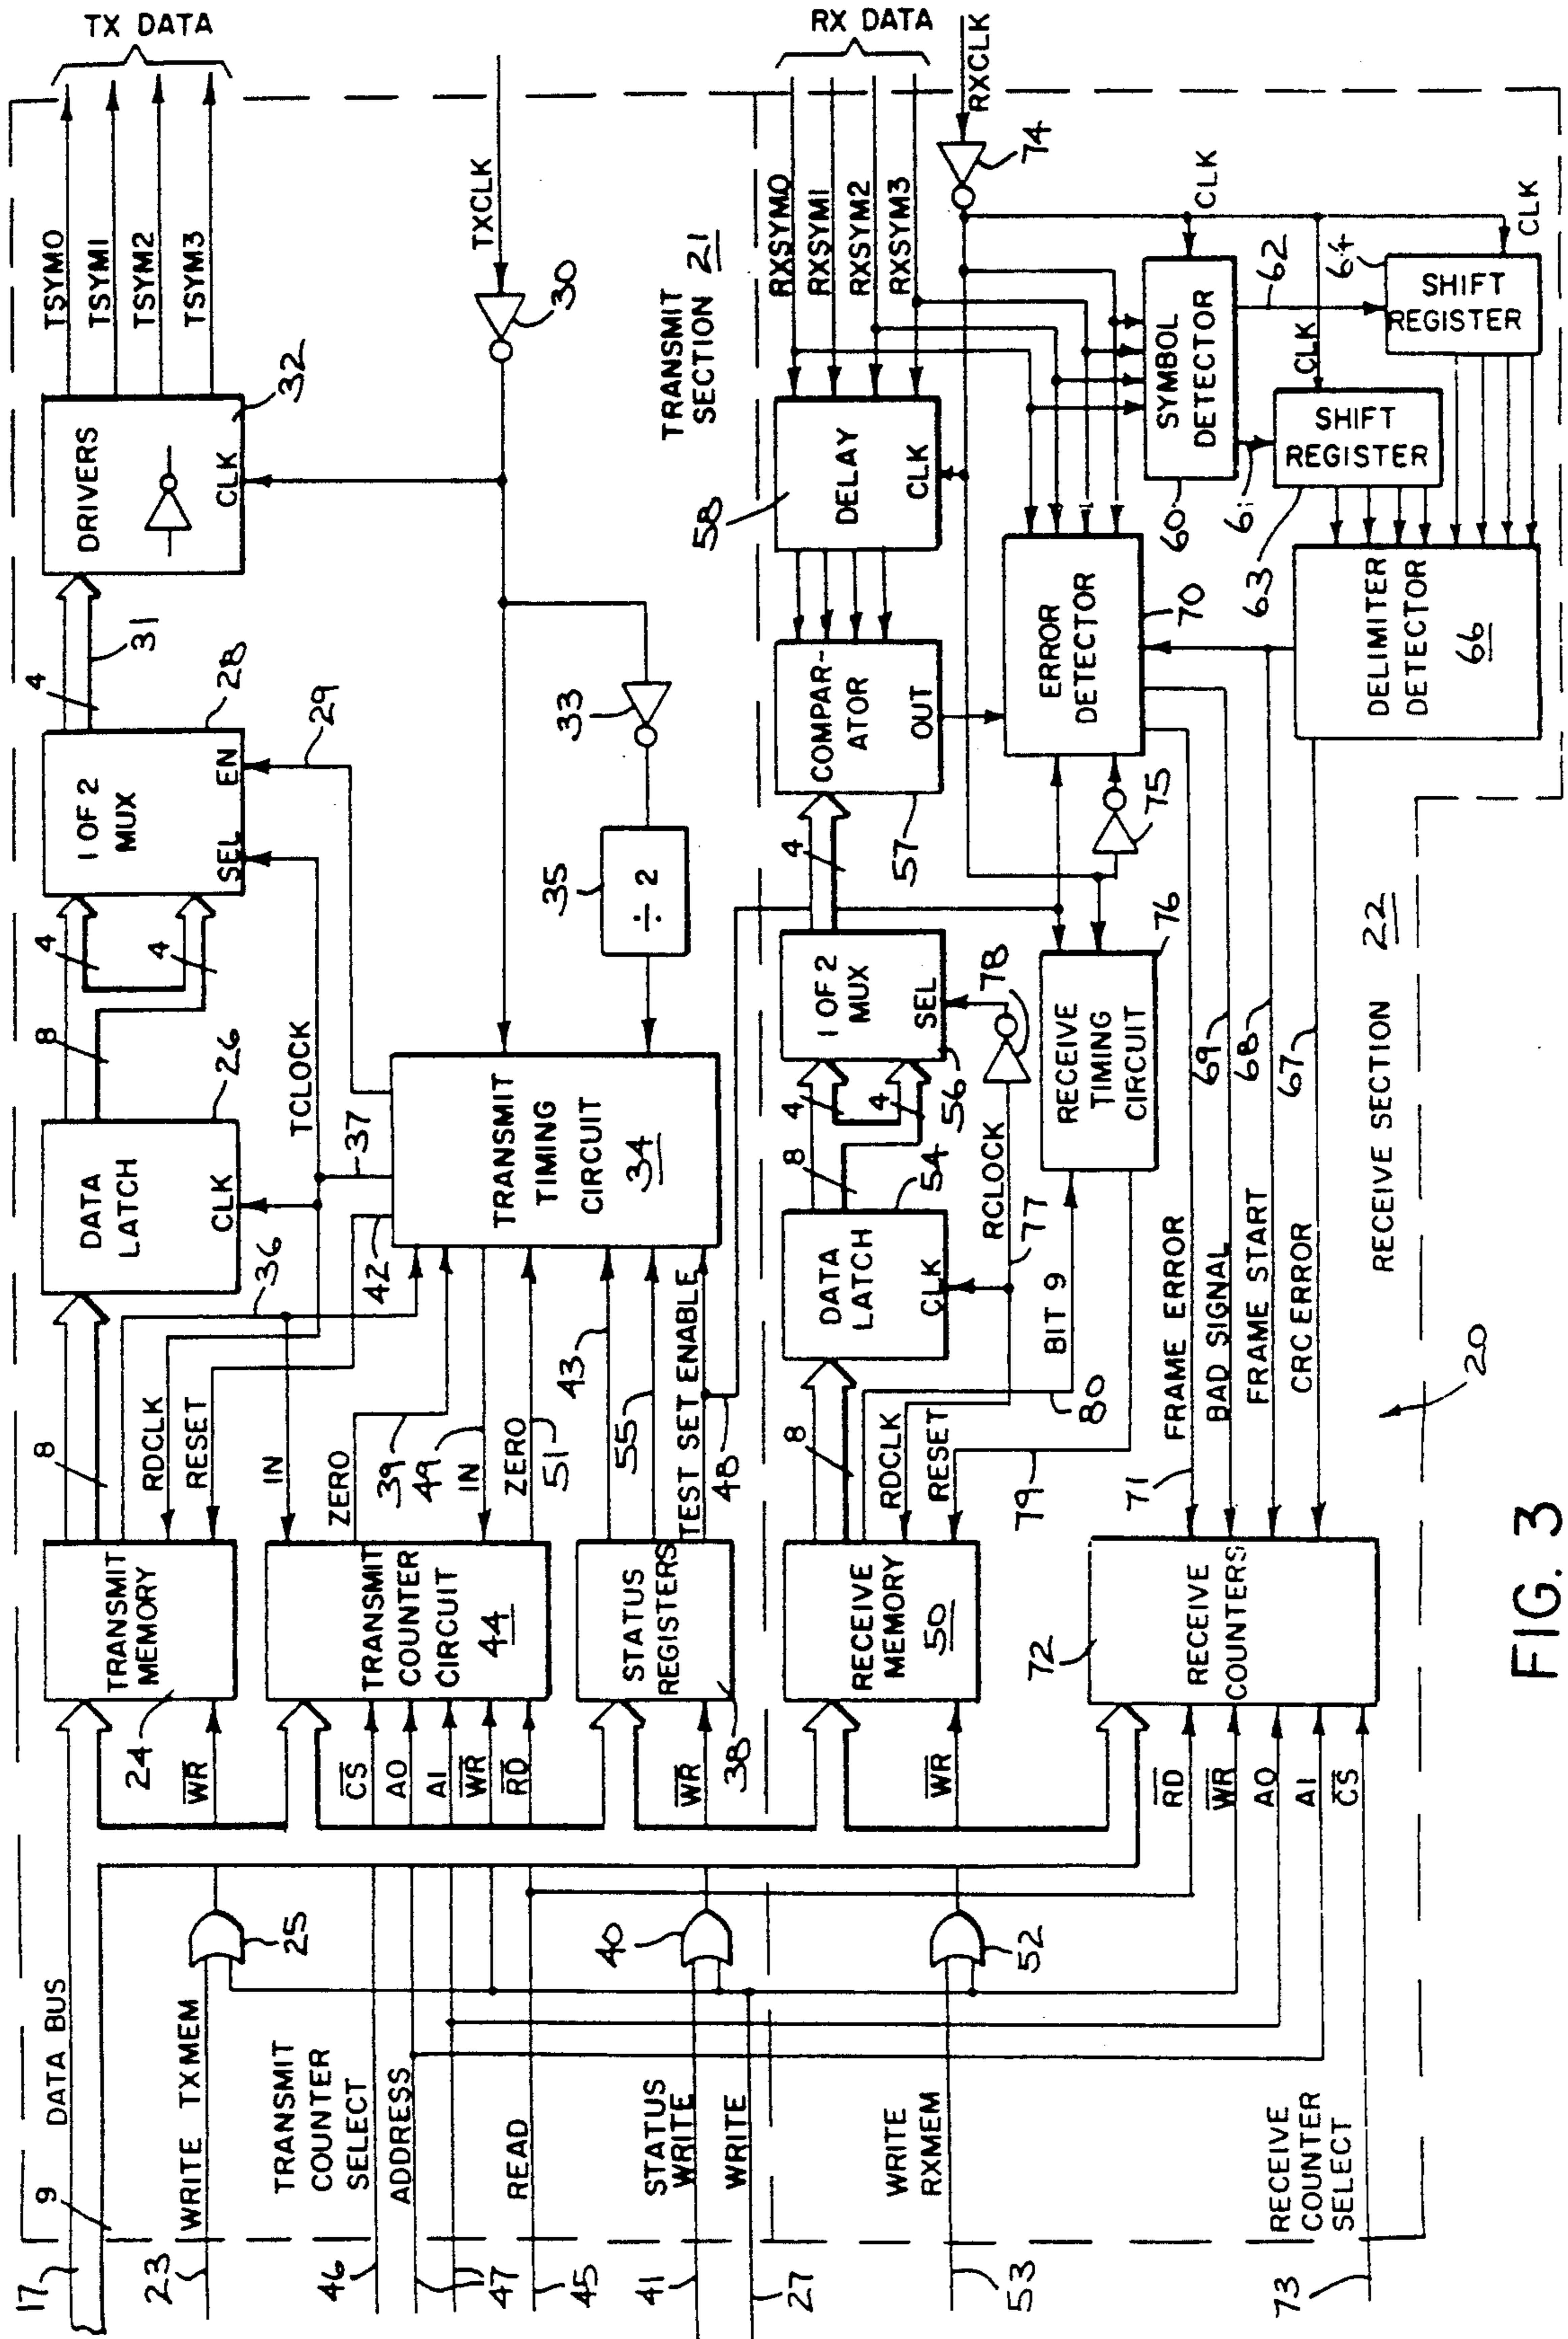 TX DATA
TSYM0
TSYM1
TSYM2
TSYM3
TXCLK
30
DRIVERS
CLK
32
4
31
1 OF 2
MUX
SEL
EN
28
29
33
35
÷ 2
4
4
8
DATA
LATCH
CLK
26
TCLOCK
37
36
42
TRANSMIT
TIMING
CIRCUIT
34
8
RDCLK
RESET
IN
ZERO
39
49
IN
ZERO
51
43
55
TEST SET ENABLE
48
TRANSMIT
MEMORY
24
TRANSMIT
COUNTER
CIRCUIT
44
STATUS
REGISTERS
38
W̅R̅
C̅S̅
A0
A1
W̅R̅
R̅D̅
W̅R̅
25
40
DATA BUS
9
17
WRITE TXMEM
23
TRANSMIT
COUNTER
SELECT
46
ADDRESS
47
READ
45
STATUS
WRITE
41
WRITE
27
TRANSMIT
SECTION 21
RX DATA
RXSYM0
RXSYM1
RXSYM2
RXSYM3
RXCLK
74
DELAY
CLK
58
COMPAR-
ATOR
OUT
57
4
1 OF 2
MUX
SEL
56
78
4
4
8
DATA
LATCH
CLK
54
RCLOCK
77
BIT 9
80
8
RDCLK
RESET
79
RECEIVE
MEMORY
50
W̅R̅
52
WRITE
RXMEM
53
SYMBOL
DETECTOR
60
CLK
61
62
CLK
CLK
SHIFT
REGISTER
63
SHIFT
REGISTER
64
DELIMITER
DETECTOR
66
ERROR
DETECTOR
70
75
RECEIVE
TIMING
CIRCUIT
76
69
68
67
FRAME ERROR
BAD SIGNAL
FRAME START
CRC ERROR
71
RECEIVE
COUNTERS
72
R̅D̅
W̅R̅
A0
A1
C̅S̅
RECEIVE
COUNTER
SELECT
73
RECEIVE SECTION 22
20
FIG. 3